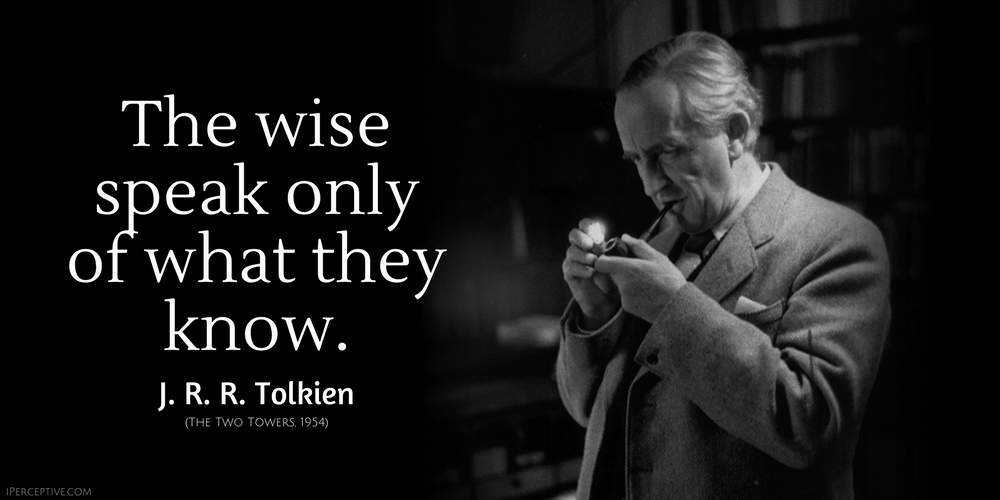 The wise
speak only
of what they
know.
J. R. R. Tolkien
(The Two Towers, 1954)
iPerceptive.com